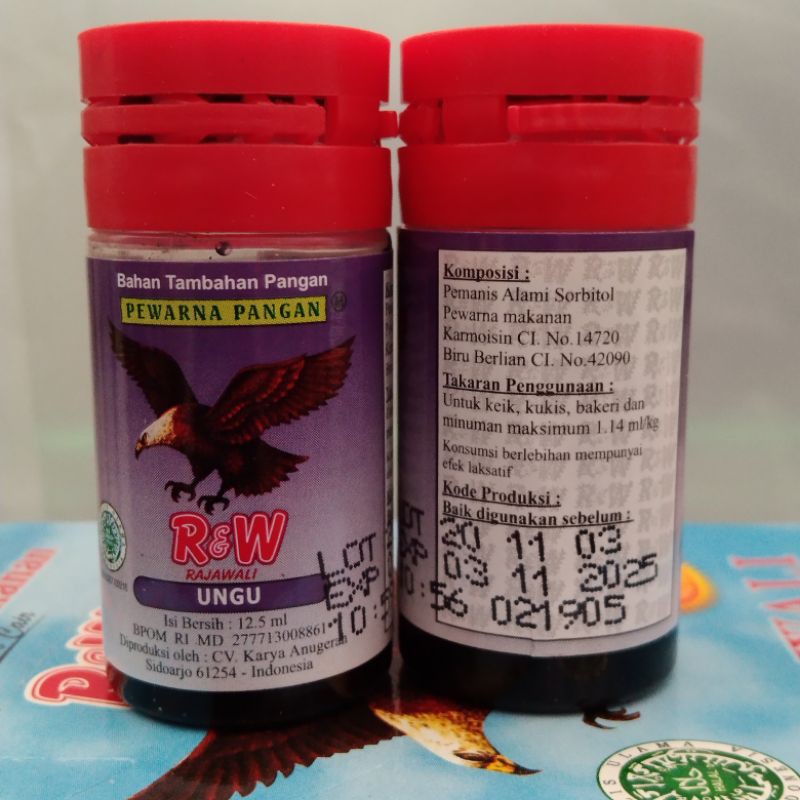 Bahan Tambahan Pangan
PEWARNA PANGAN
R&W
RAJAWALI
UNGU
Isi Bersih : 12.5 ml
BPOM RI MD 277713008861
Diproduksi oleh : CV. Karya Anugerah
Sidoarjo 61254 - Indonesia
LOT
EXP
10:5
Komposisi :
Pemanis Alami Sorbitol
Pewarna makanan
Karmoisin CI. No.14720
Biru Berlian CI. No.42090
Takaran Penggunaan :
Untuk keik, kukis, bakeri dan
minuman maksimum 1.14 ml/kg
Konsumsi berlebihan mempunyai
efek laksatif
Kode Produksi :
Baik digunakan sebelum :
20 11 03
03 11 2025
10:56 021905